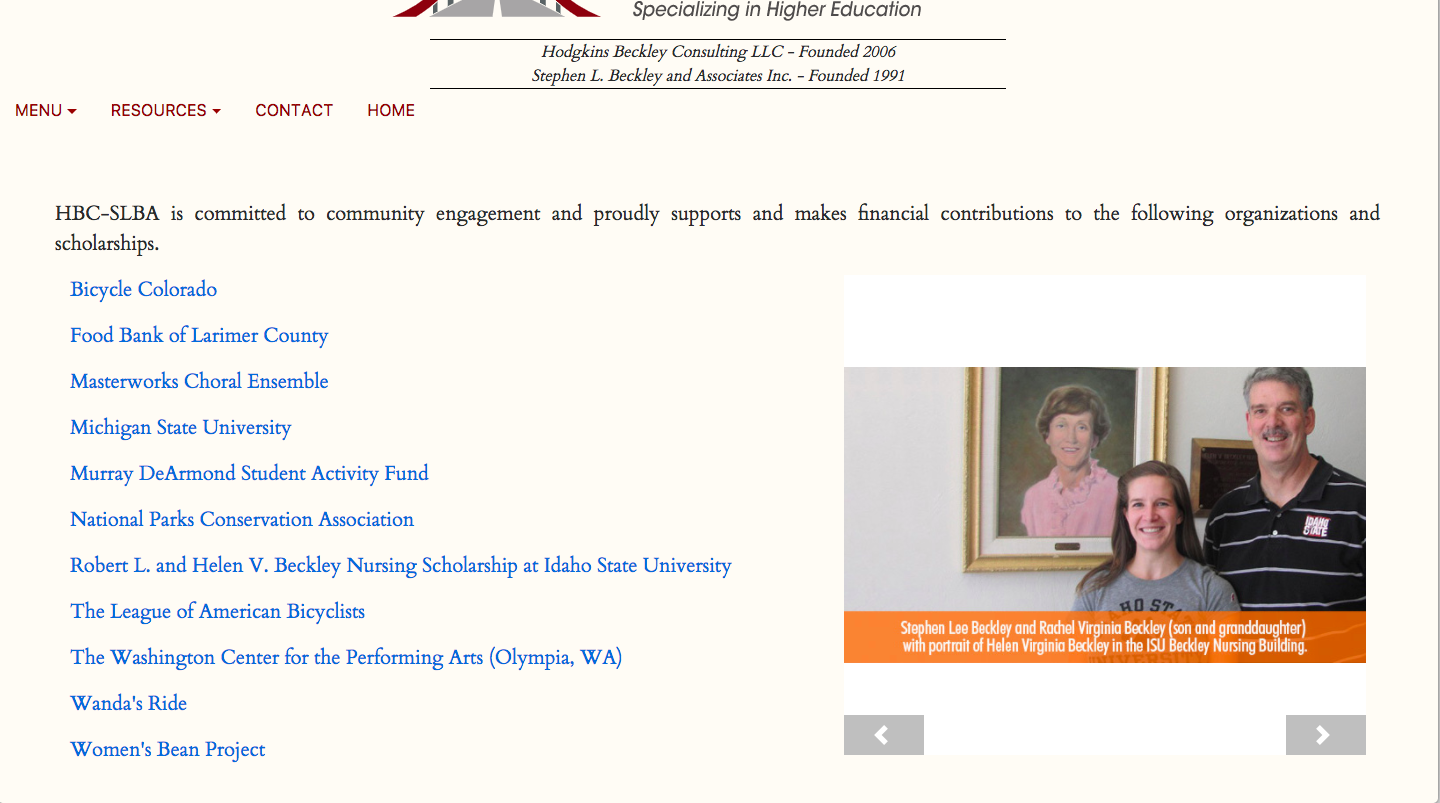 Specializing in Higher Education
Hodgkins Beckley Consulting LLC - Founded 2006
Stephen L. Beckley and Associates Inc. - Founded 1991
MENU RESOURCES CONTACT HOME
HBC-SLBA is committed to community engagement and proudly supports and makes financial contributions to the following organizations and
scholarships.
Bicycle Colorado
Food Bank of Larimer County
Masterworks Choral Ensemble
Michigan State University
Murray DeArmond Student Activity Fund
National Parks Conservation Association
Robert L. and Helen V. Beckley Nursing Scholarship at Idaho State University
The League of American Bicyclists
The Washington Center for the Performing Arts (Olympia, WA)
Wanda's Ride
Women's Bean Project
IDAHO
STATE
AHO STA
Stephen Lee Beckley and Rachel Virginia Beckley (son and granddaughter)
with portrait of Helen Virginia Beckley in the ISU Beckley Nursing Building.